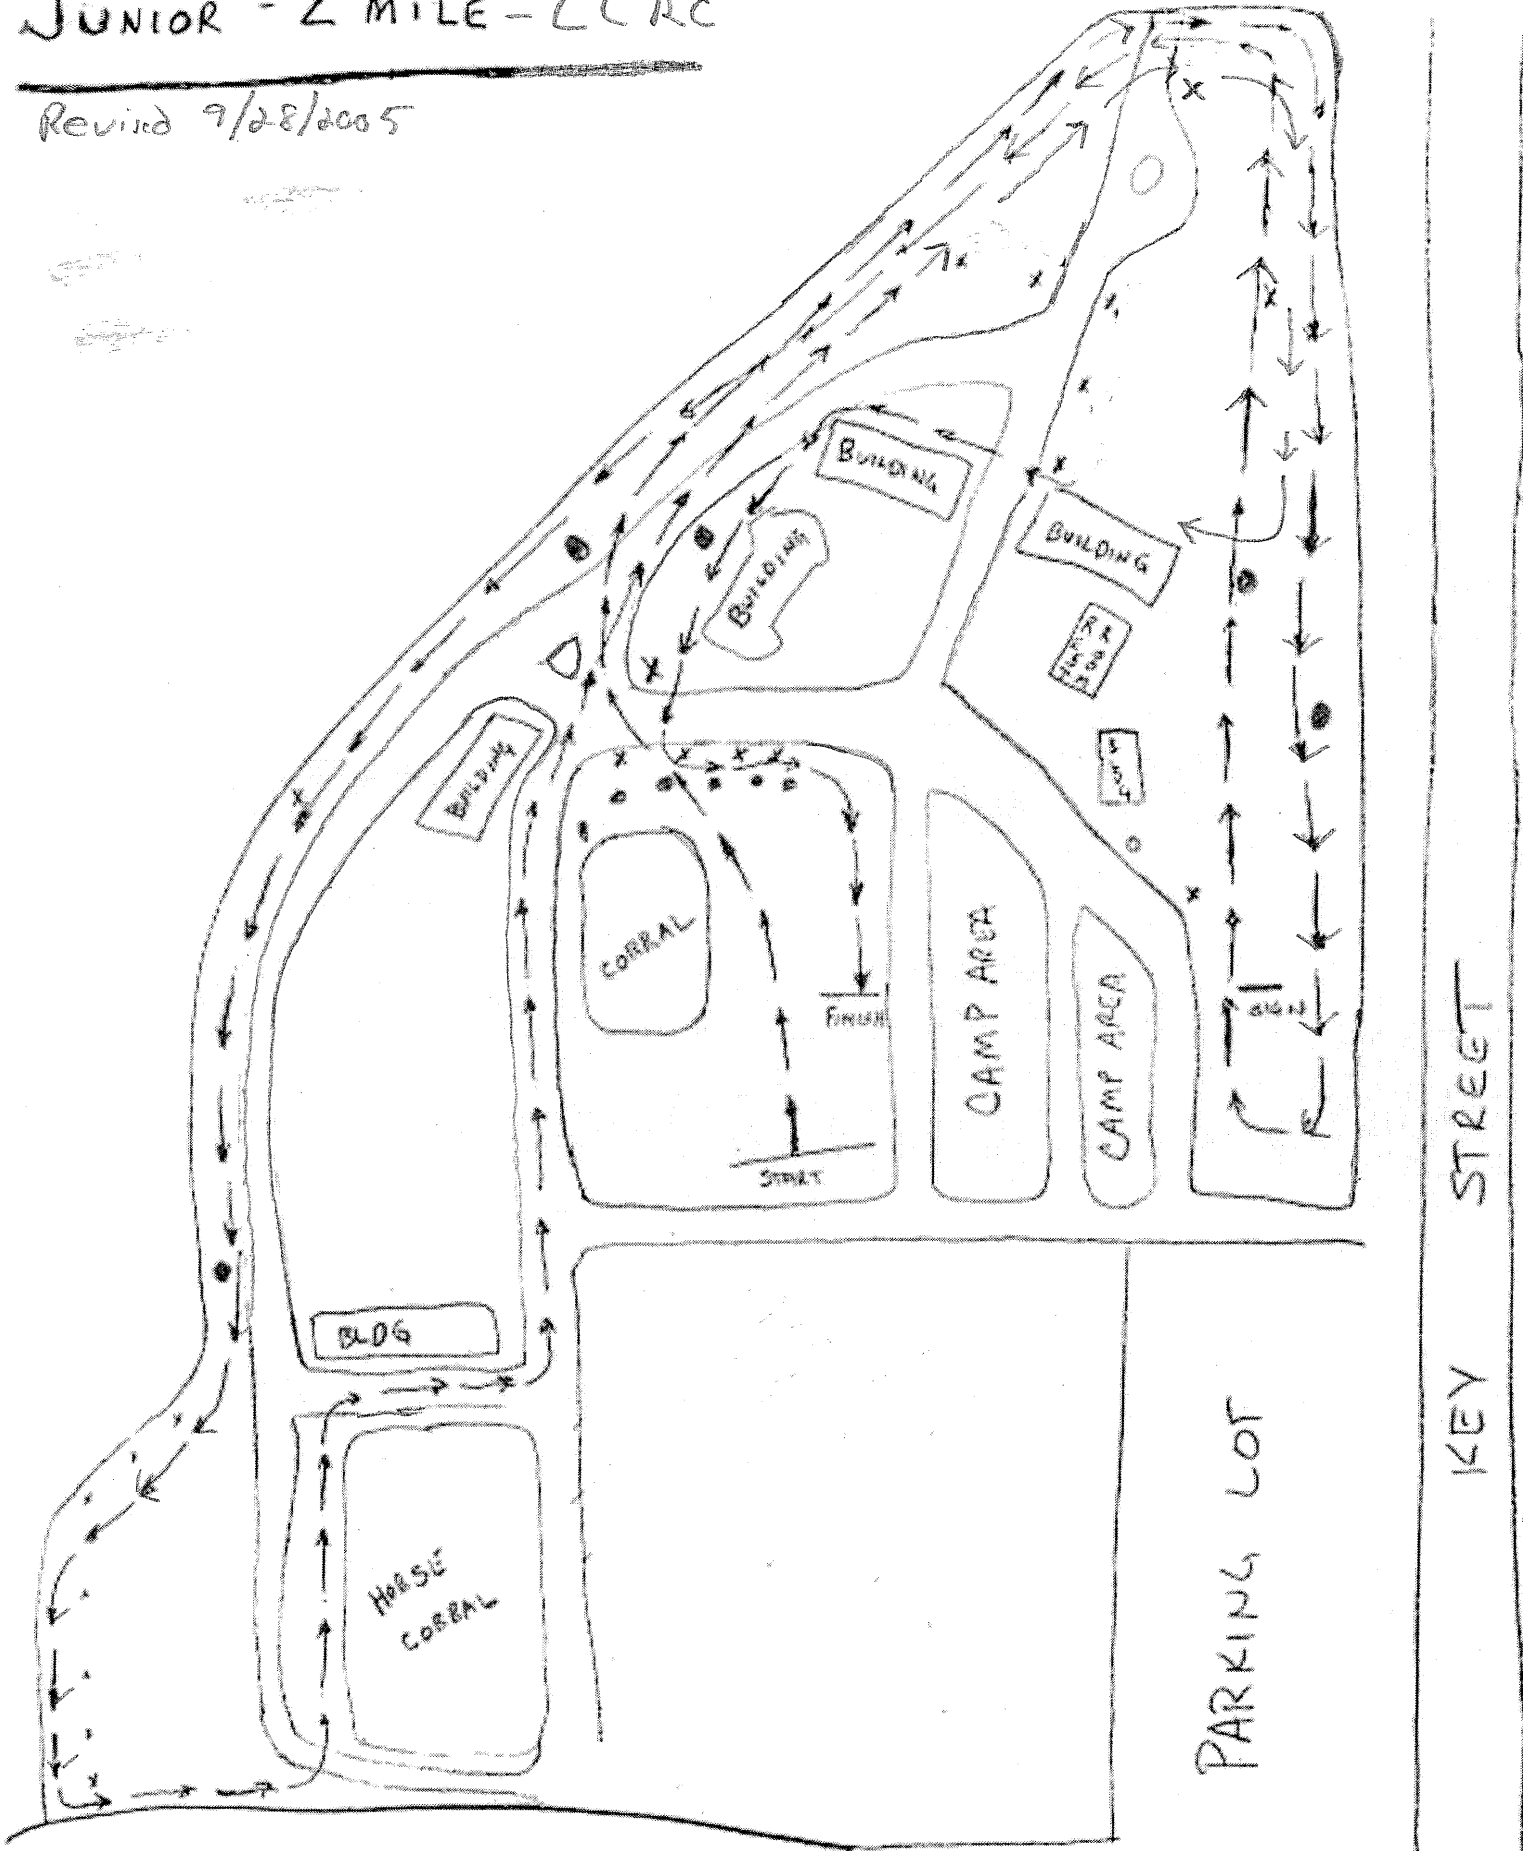 JUNIOR - 2 MILE - LCRC
Revised 9/28/2005
BUILDING
BUILDING
BUILDING
BUILDING
CORRAL
FINISH
START
CAMP AREA
CAMP AREA
SIGN
BLDG
HORSE
CORRAL
PARKING LOT
KEY STREET